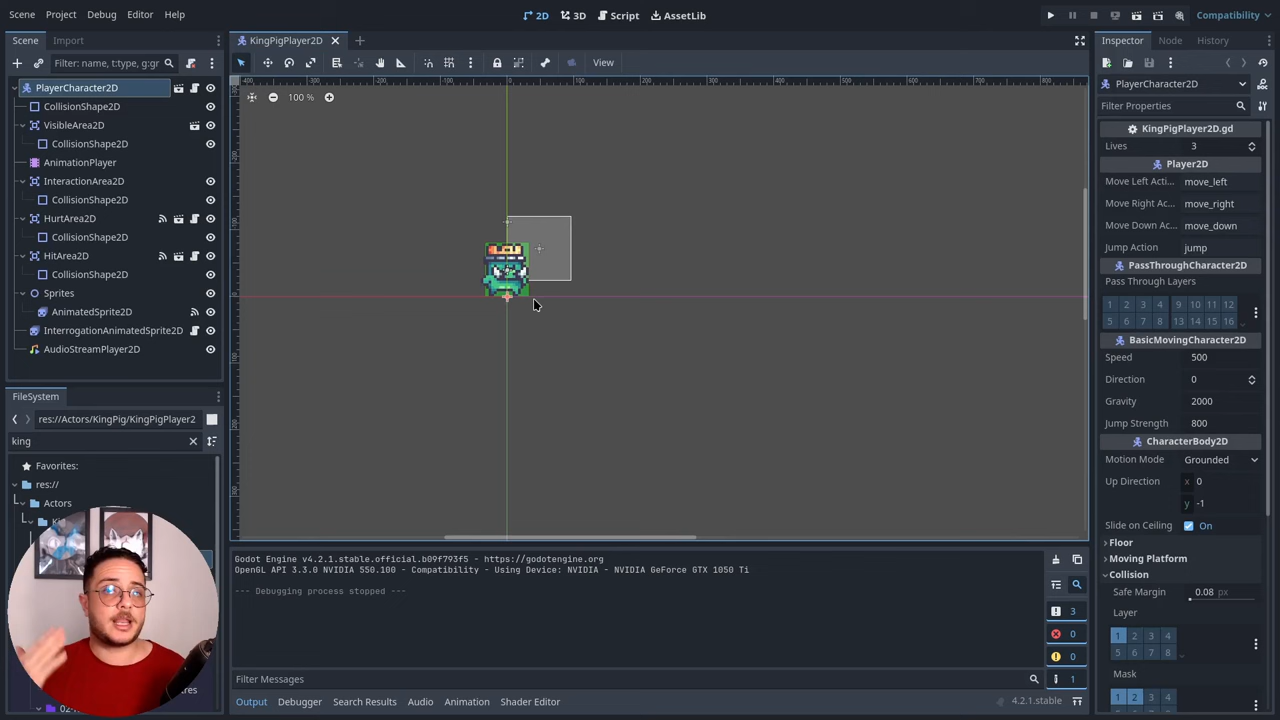 Scene Project Debug Editor Help
2D 3D Script AssetLib
Compatibility
Scene Import
KingPigPlayer2D
Inspector Node History
Filter: name, t:type, g:gr
View
PlayerCharacter2D
CollisionShape2D
VisibleArea2D
CollisionShape2D
AnimationPlayer
InteractionArea2D
CollisionShape2D
HurtArea2D
CollisionShape2D
HitArea2D
CollisionShape2D
Sprites
AnimatedSprite2D
InterrogationAnimatedSprite2D
AudioStreamPlayer2D
100 %
FileSystem
res://Actors/KingPig/KingPigPlayer2
king
Favorites:
res://
Actors
Godot Engine v4.2.1.stable.official.b09f793f5 - https://godotengine.org
OpenGL API 3.3.0 NVIDIA 550.100 - Compatibility - Using Device: NVIDIA - NVIDIA GeForce GTX 1050 Ti
--- Debugging process stopped ---
3
0
0
1
Filter Messages
Output Debugger Search Results Audio Animation Shader Editor
4.2.1.stable
PlayerCharacter2D
Filter Properties
KingPigPlayer2D.gd
Lives 3
Player2D
Move Left Acti... move_left
Move Right Ac... move_right
Move Down Ac... move_down
Jump Action jump
PassThroughCharacter2D
Pass Through Layers
1 2 3 4 9 10 11 12
5 6 7 8 13 14 15 16
BasicMovingCharacter2D
Speed 500
Direction 0
Gravity 2000
Jump Strength 800
CharacterBody2D
Motion Mode Grounded
Up Direction x 0
y -1
Slide on Ceiling On
Floor
Moving Platform
Collision
Safe Margin 0.08 px
Layer
1 2 3 4
5 6 7 8
Mask
1 2 3 4